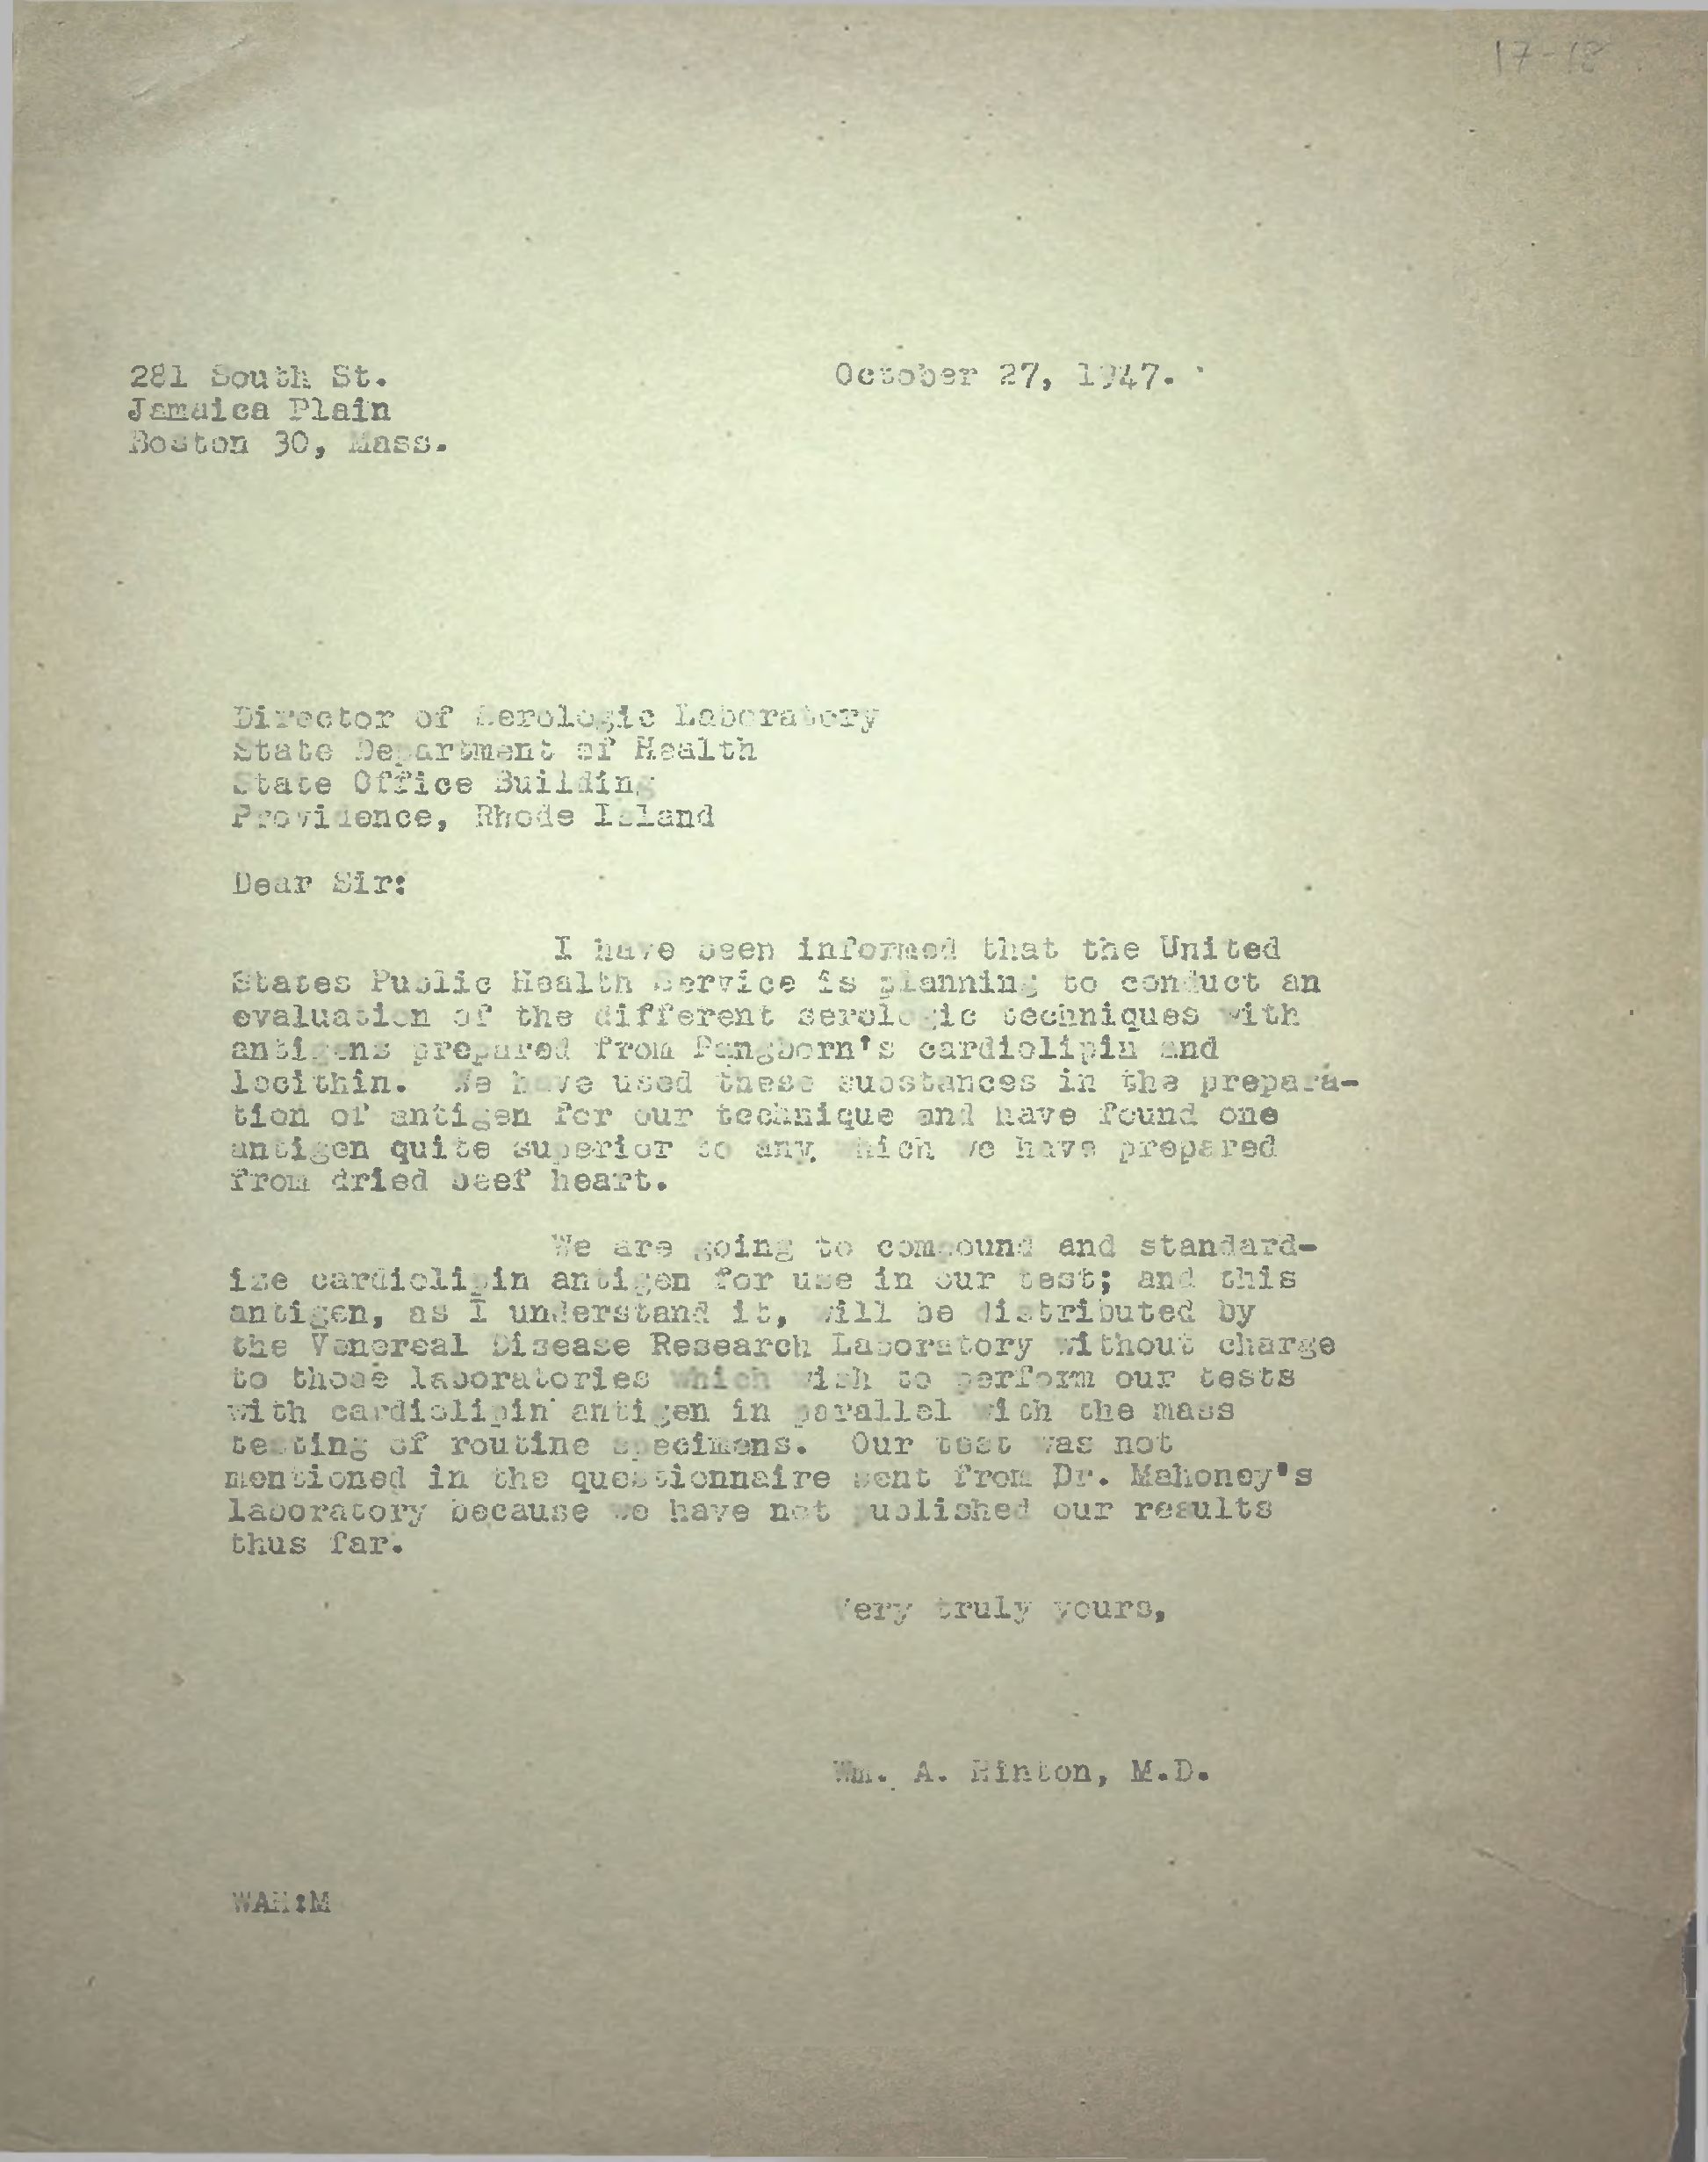 17-18
281 South St.
October 27, 1947.
Jamaica Plain
Boston 30, Mass.
Director of Serologic Laboratory
State Department of Health
State Office Building
Providence, Rhode Island
Dear Sir:
I have been informed that the United
States Public Health Service is planning to conduct an
evaluation of the different serologic techniques with
antigens prepared from Pangborn's cardiolipin and
lecithin. We have used these substances in the prepara-
tion of antigen for our technique and have found one
antigen quite superior to any which we have prepared
from dried beef heart.
We are going to compound and standard-
ize cardiolipin antigen for use in our test; and this
antigen, as I understand it, will be distributed by
the Venereal Disease Research Laboratory without charge
to those laboratories which wish to perform our tests
with cardiolipin antigen in parallel with the mass
testing of routine specimens. Our test was not
mentioned in the questionnaire sent from Dr. Mahoney's
laboratory because we have not published our results
thus far.
Very truly yours,
Wm. A. Hinton, M.D.
WAH:M